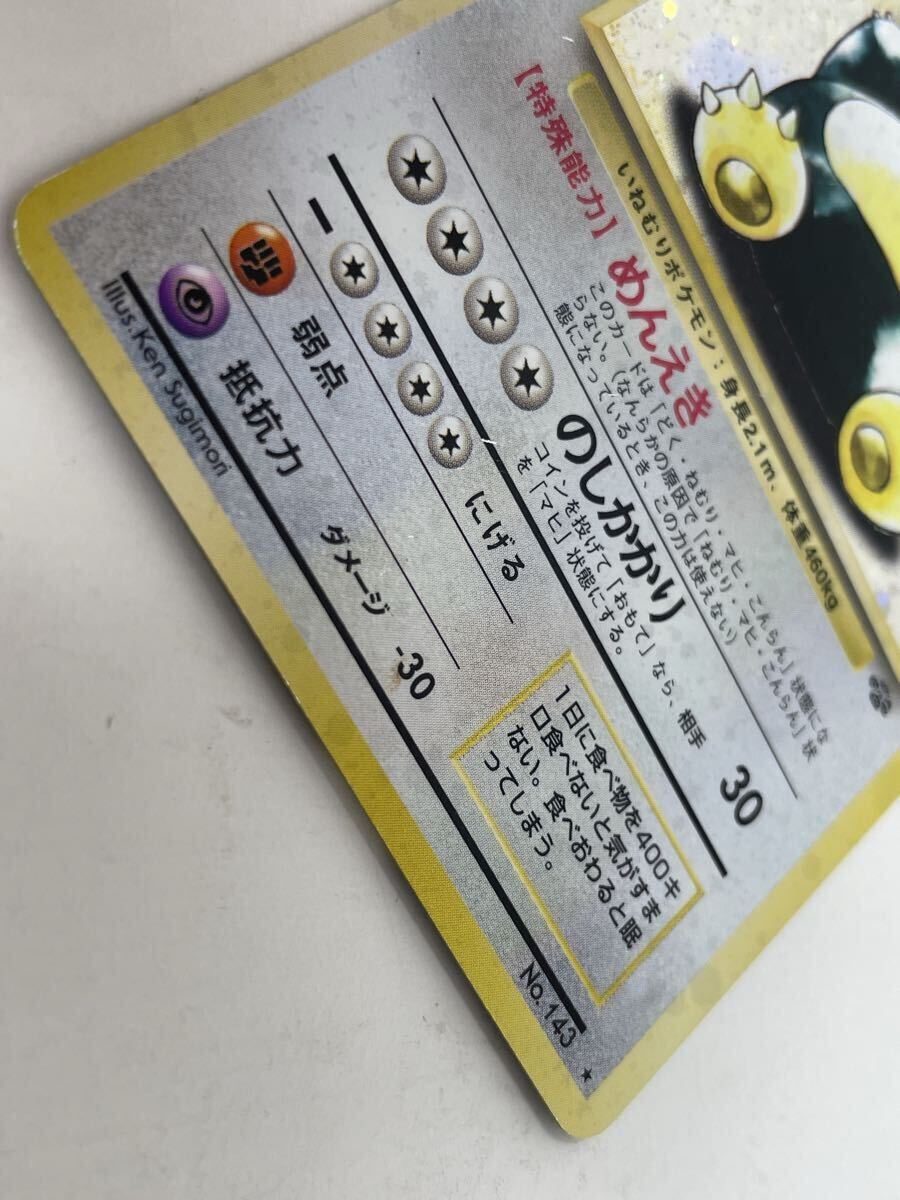 いねむりポケモン：身長2.1m、体重460kg
【特殊能力】めんえき
このカードは「どく・ねむり・マヒ・こんらん」状態にな
らない。（なんらかの原因で「ねむり・マヒ・こんらん」状
態になっているとき、この力は使えない）
のしかかり 30
コインを投げて「おもて」なら、相手
を「マヒ」状態にする。
にげる
弱点
抵抗力 ダメージ -30
1日に食べ物を400キ
口食べないと気がすま
ない。食べおわると眠
ってしまう。
Illus. Ken Sugimori
No. 143 ★